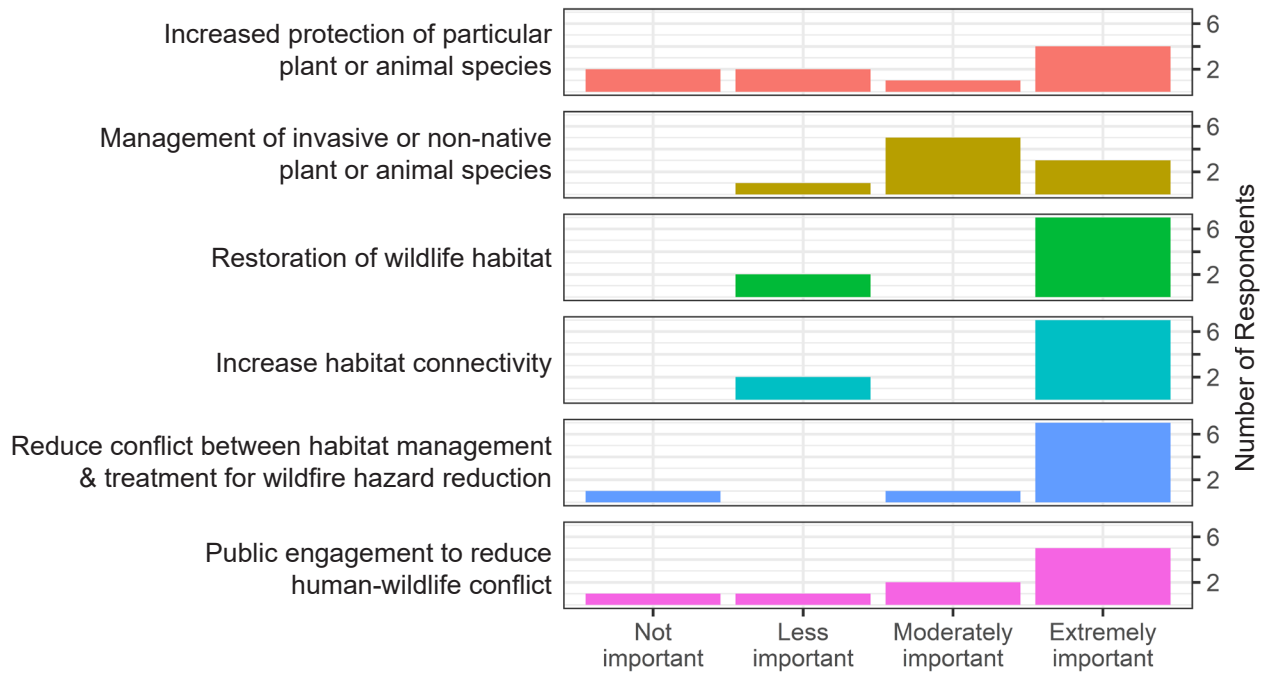 Increased protection of particular
plant or animal species
6
2
Management of invasive or non-native
plant or animal species
6
2
Restoration of wildlife habitat
6
2
Increase habitat connectivity
6
2
Reduce conflict between habitat management
& treatment for wildfire hazard reduction
6
2
Public engagement to reduce
human-wildlife conflict
6
2
Number of Respondents
Not
important
Less
important
Moderately
important
Extremely
important